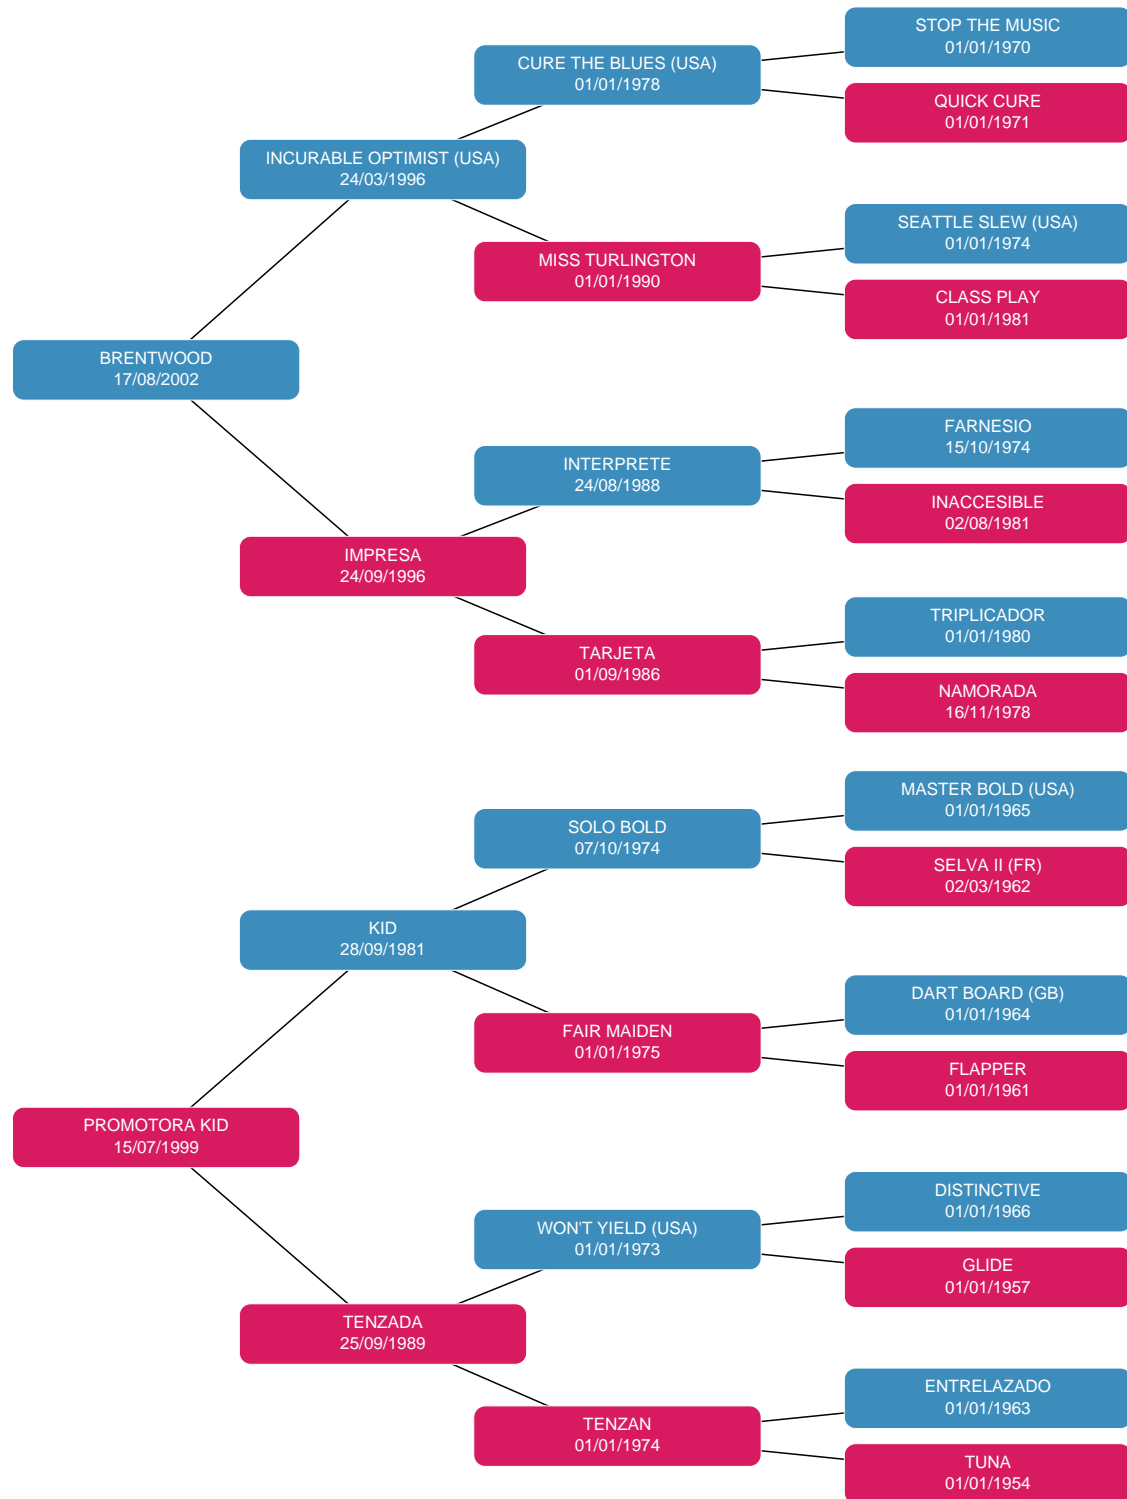 STOP THE MUSIC
01/01/1970
CURE THE BLUES (USA)
01/01/1978
QUICK CURE
01/01/1971
INCURABLE OPTIMIST (USA)
24/03/1996
SEATTLE SLEW (USA)
01/01/1974
MISS TURLINGTON
01/01/1990
CLASS PLAY
01/01/1981
BRENTWOOD
17/08/2002
FARNESIO
15/10/1974
INTERPRETE
24/08/1988
INACCESIBLE
02/08/1981
IMPRESA
24/09/1996
TRIPLICADOR
01/01/1980
TARJETA
01/09/1986
NAMORADA
16/11/1978
MASTER BOLD (USA)
01/01/1965
SOLO BOLD
07/10/1974
SELVA II (FR)
02/03/1962
KID
28/09/1981
DART BOARD (GB)
01/01/1964
FAIR MAIDEN
01/01/1975
FLAPPER
01/01/1961
PROMOTORA KID
15/07/1999
DISTINCTIVE
01/01/1966
WON'T YIELD (USA)
01/01/1973
GLIDE
01/01/1957
TENZADA
25/09/1989
ENTRELAZADO
01/01/1963
TENZAN
01/01/1974
TUNA
01/01/1954